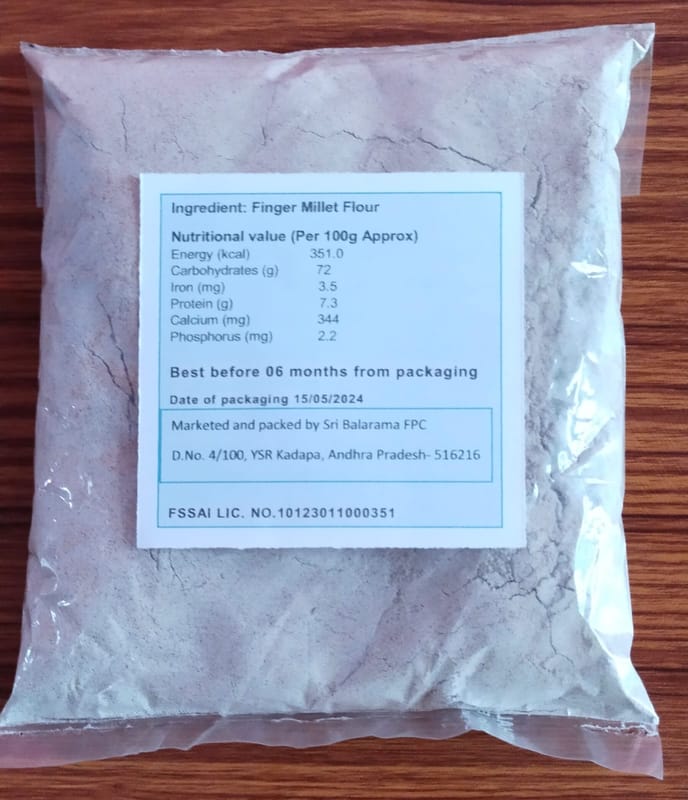 Ingredient: Finger Millet Flour
Nutritional value (Per 100g Approx)
Energy (kcal) 351.0
Carbohydrates (g) 72
Iron (mg) 3.5
Protein (g) 7.3
Calcium (mg) 344
Phosphorus (mg) 2.2
Best before 06 months from packaging
Date of packaging 15/05/2024
Marketed and packed by Sri Balarama FPC
D.No. 4/100, YSR Kadapa, Andhra Pradesh- 516216
FSSAI LIC. NO.10123011000351